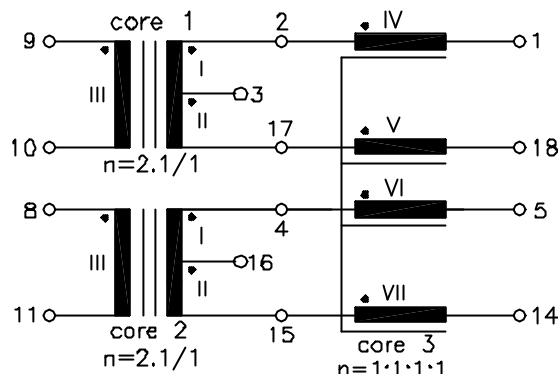 core 1
9
2
IV
1
I
III
3
II
17
V
10
18
n=2.1/1
VI
8
4
5
I
III
16
II
VII
11
15
14
core 2
core 3
n=2.1/1
n=1:1:1:1